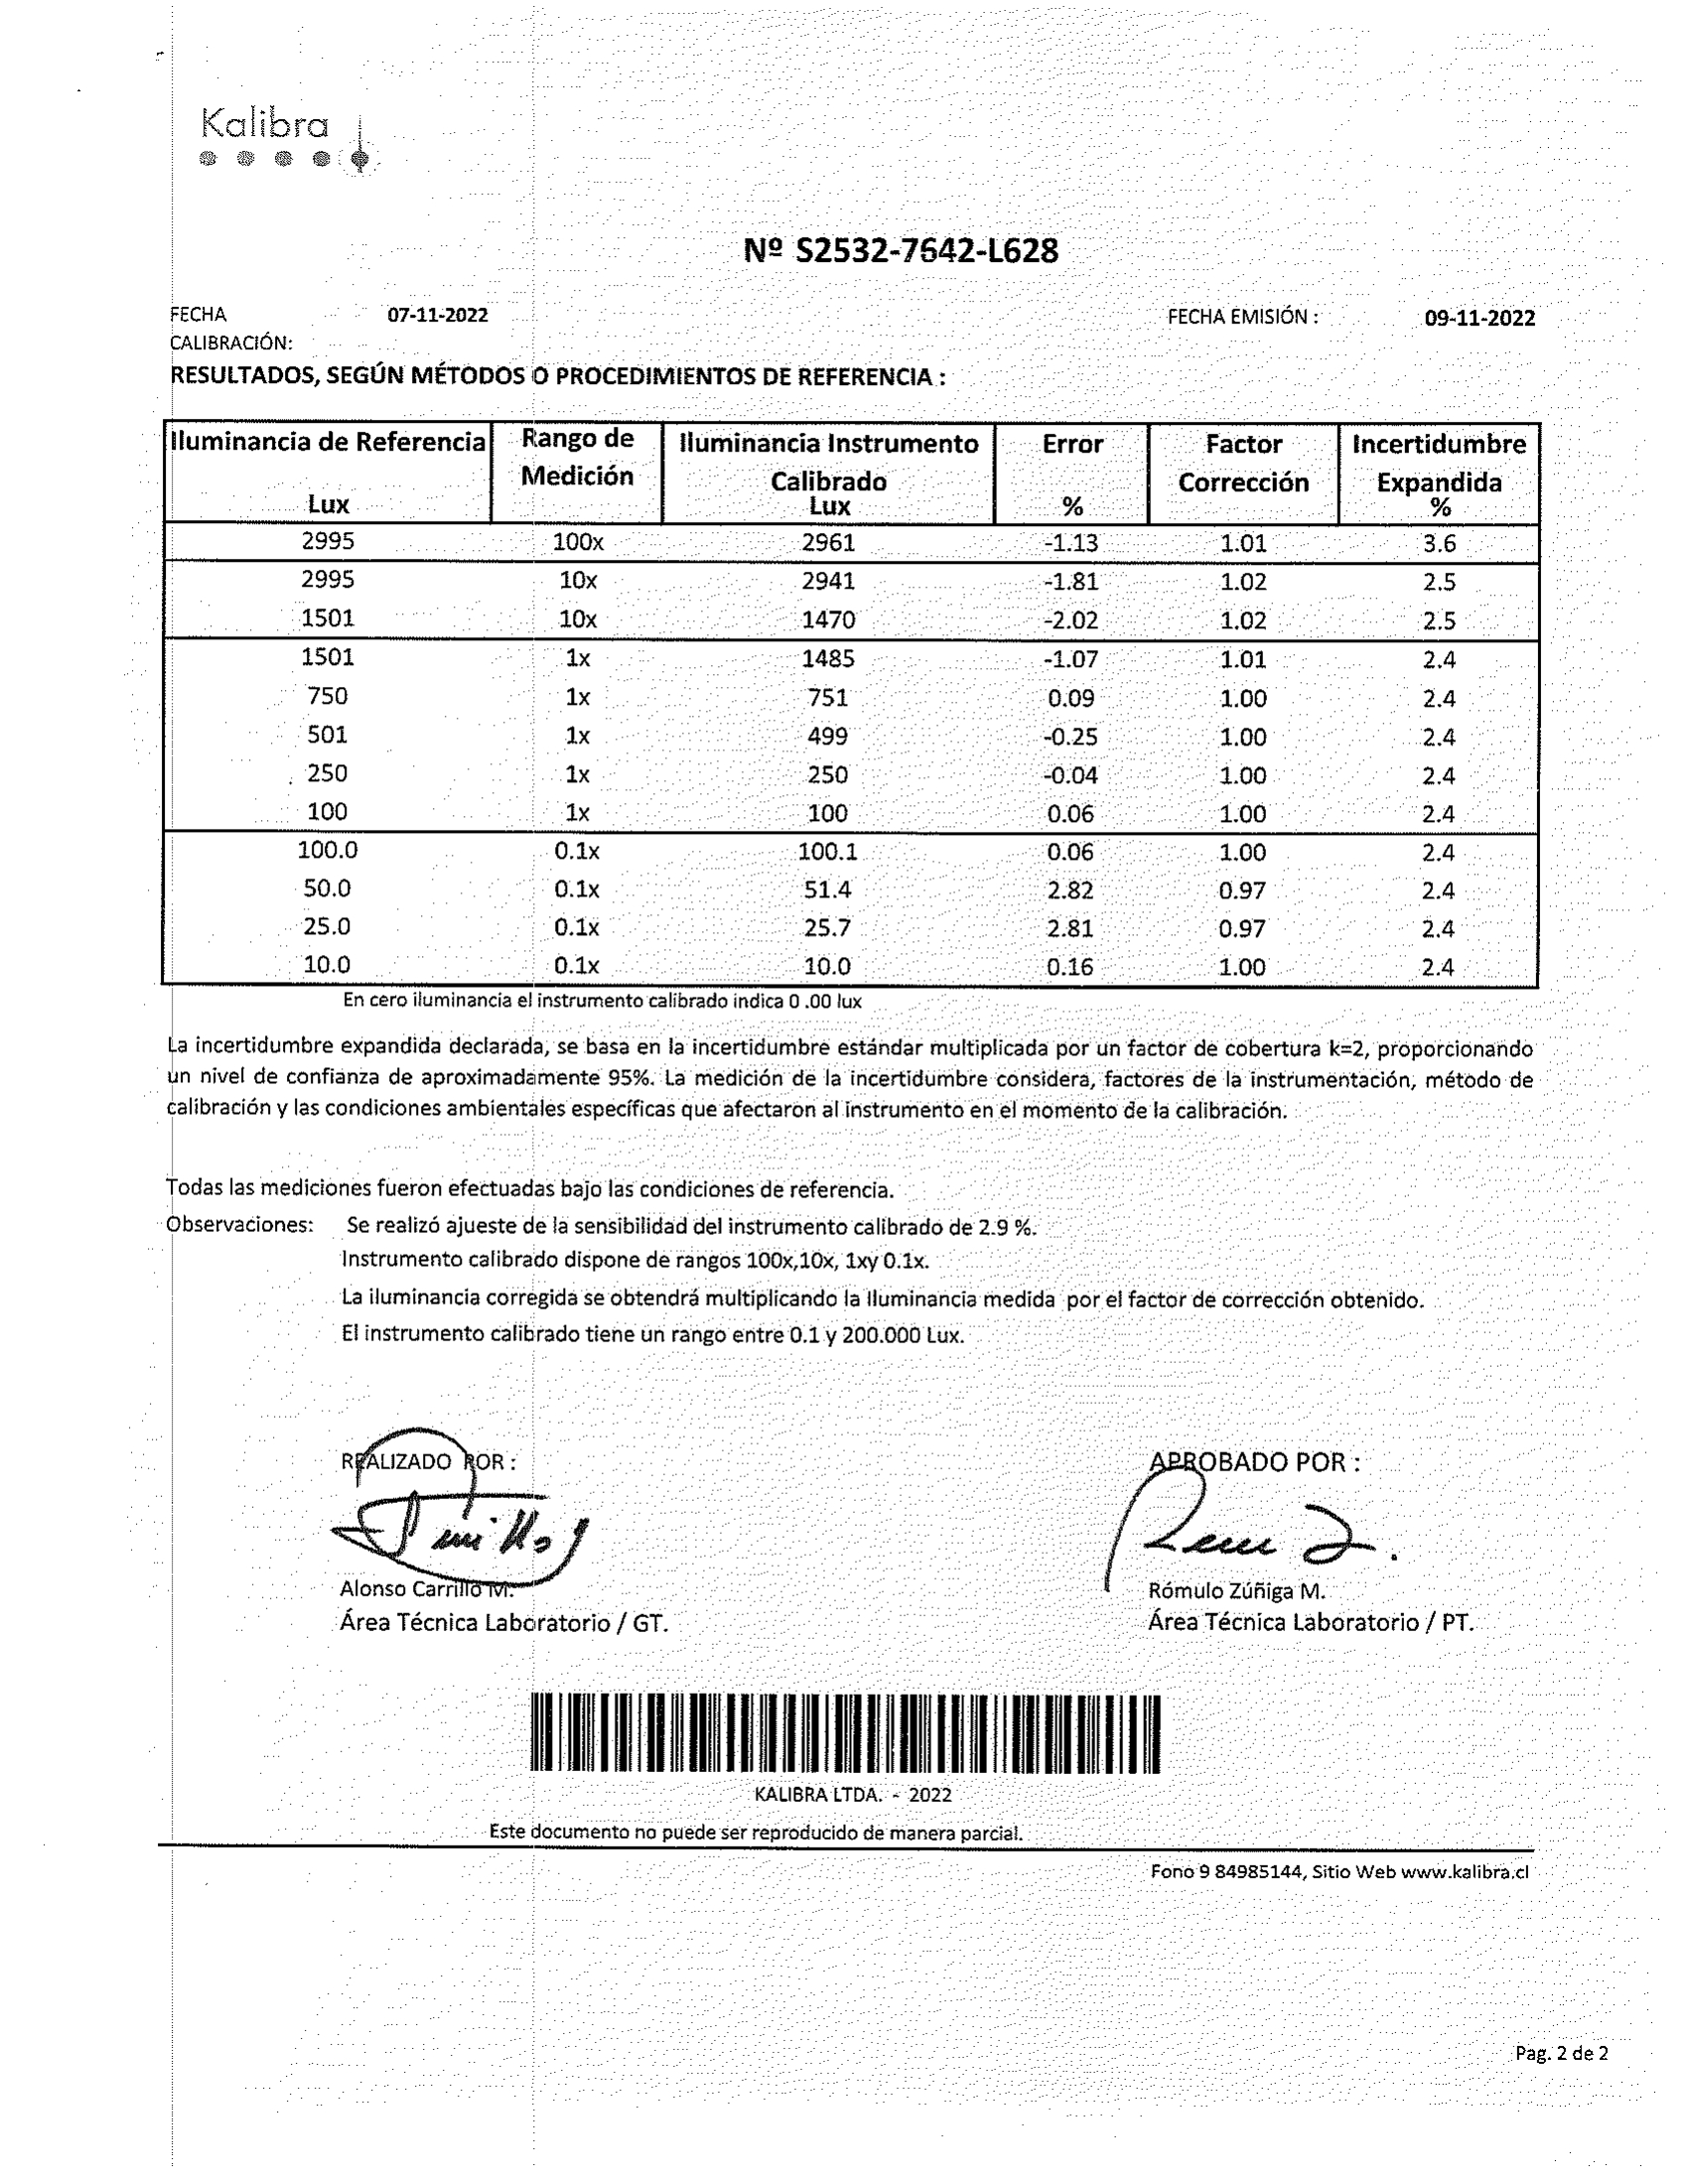 Kalibra
Nº S2532-7642-L628
FECHA CALIBRACIÓN: 07-11-2022 FECHA EMISIÓN : 09-11-2022
RESULTADOS, SEGÚN MÉTODOS O PROCEDIMIENTOS DE REFERENCIA :
Iluminancia de Referencia Lux Rango de Medición Iluminancia Instrumento Calibrado Lux Error % Factor Corrección Incertidumbre Expandida %
2995 100x 2961 -1.13 1.01 3.6
2995 10x 2941 -1.81 1.02 2.5
1501 10x 1470 -2.02 1.02 2.5
1501 1x 1485 -1.07 1.01 2.4
750 1x 751 0.09 1.00 2.4
501 1x 499 -0.25 1.00 2.4
250 1x 250 -0.04 1.00 2.4
100 1x 100 0.06 1.00 2.4
100.0 0.1x 100.1 0.06 1.00 2.4
50.0 0.1x 51.4 2.82 0.97 2.4
25.0 0.1x 25.7 2.81 0.97 2.4
10.0 0.1x 10.0 0.16 1.00 2.4
En cero iluminancia el instrumento calibrado indica 0 .00 lux
La incertidumbre expandida declarada, se basa en la incertidumbre estándar multiplicada por un factor de cobertura k=2, proporcionando
un nivel de confianza de aproximadamente 95%. La medición de la incertidumbre considera, factores de la instrumentación, método de
calibración y las condiciones ambientales específicas que afectaron al instrumento en el momento de la calibración.
Todas las mediciones fueron efectuadas bajo las condiciones de referencia.
Observaciones: Se realizó ajueste de la sensibilidad del instrumento calibrado de 2.9 %.
Instrumento calibrado dispone de rangos 100x,10x, 1xy 0.1x.
La iluminancia corregida se obtendrá multiplicando la Iluminancia medida por el factor de corrección obtenido.
El instrumento calibrado tiene un rango entre 0.1 y 200.000 Lux.
REALIZADO POR : APROBADO POR :
Alonso Carrillo M. Rómulo Zúñiga M.
Área Técnica Laboratorio / GT. Área Técnica Laboratorio / PT.
KALIBRA LTDA. - 2022
Este documento no puede ser reproducido de manera parcial.
Fono 9 84985144, Sitio Web www.kalibra.cl
Pag. 2 de 2